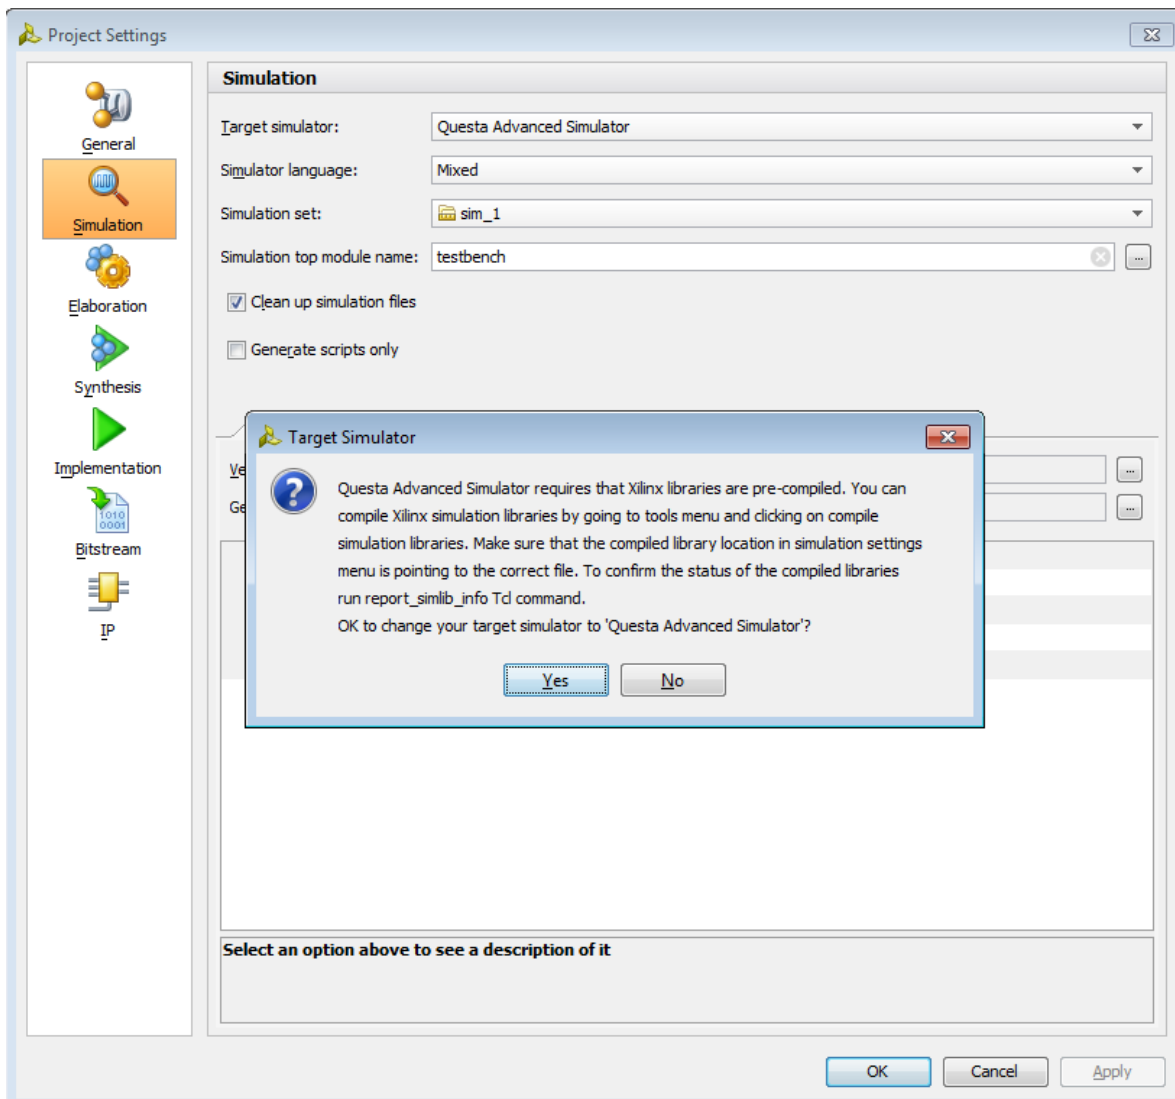 Project Settings
General
Simulation
Elaboration
Synthesis
Implementation
Bitstream
IP
Simulation
Target simulator:
Questa Advanced Simulator
Simulator language:
Mixed
Simulation set:
sim_1
Simulation top module name:
testbench
...
Clean up simulation files
Generate scripts only
Ve
...
Ge
...
Target Simulator
Questa Advanced Simulator requires that Xilinx libraries are pre-compiled. You can
compile Xilinx simulation libraries by going to tools menu and clicking on compile
simulation libraries. Make sure that the compiled library location in simulation settings
menu is pointing to the correct file. To confirm the status of the compiled libraries
run report_simlib_info Tcl command.
OK to change your target simulator to 'Questa Advanced Simulator'?
Yes
No
Select an option above to see a description of it
OK
Cancel
Apply